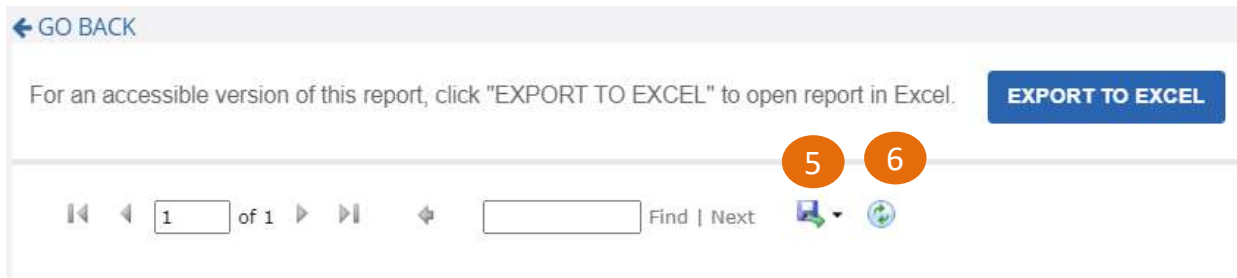 GO BACK
For an accessible version of this report, click "EXPORT TO EXCEL" to open report in Excel. EXPORT TO EXCEL
5 6
1 of 1 Find | Next